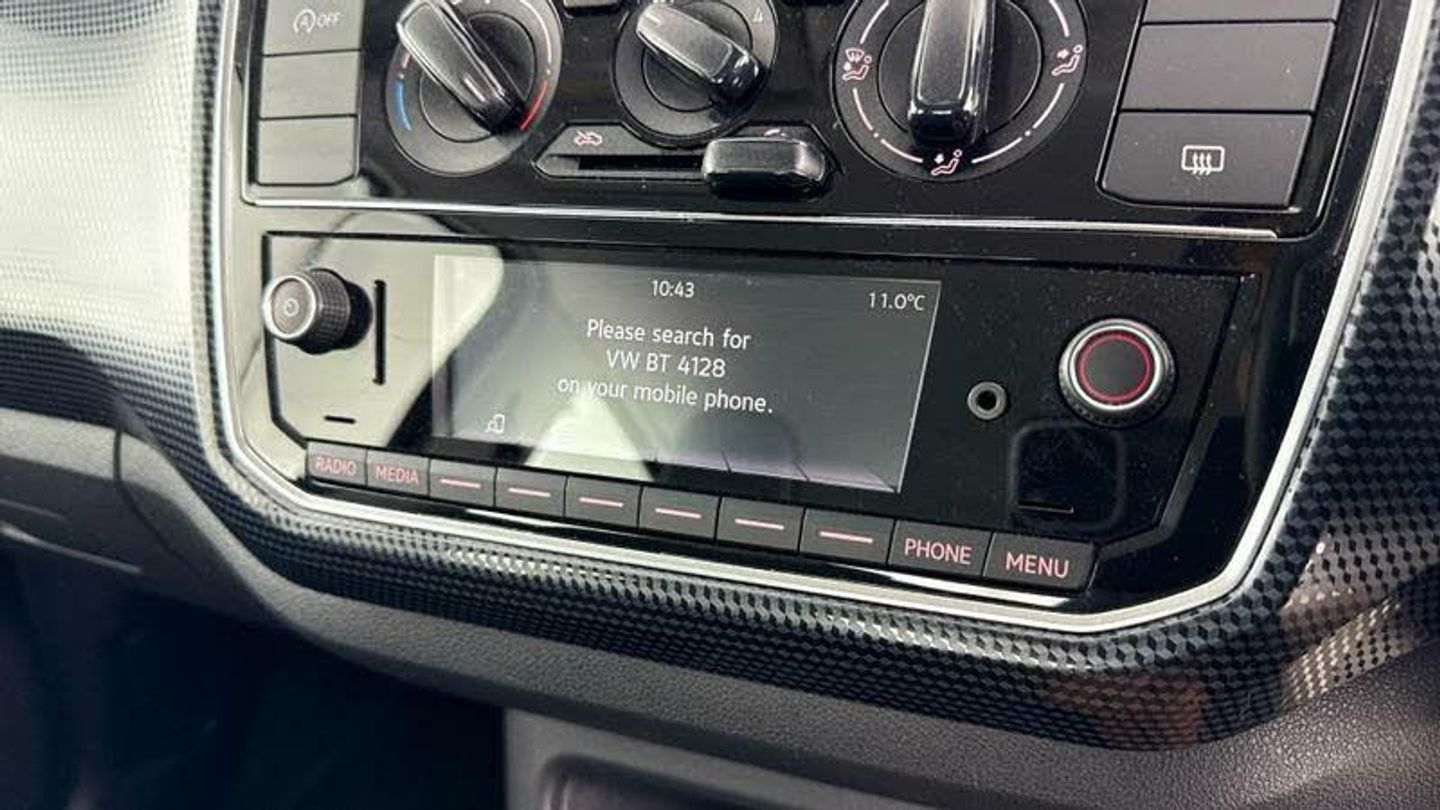 OFF
4
10:43
11.0°C
Please search for
VW BT 4128
on your mobile phone.
RADIO
MEDIA
PHONE
MENU